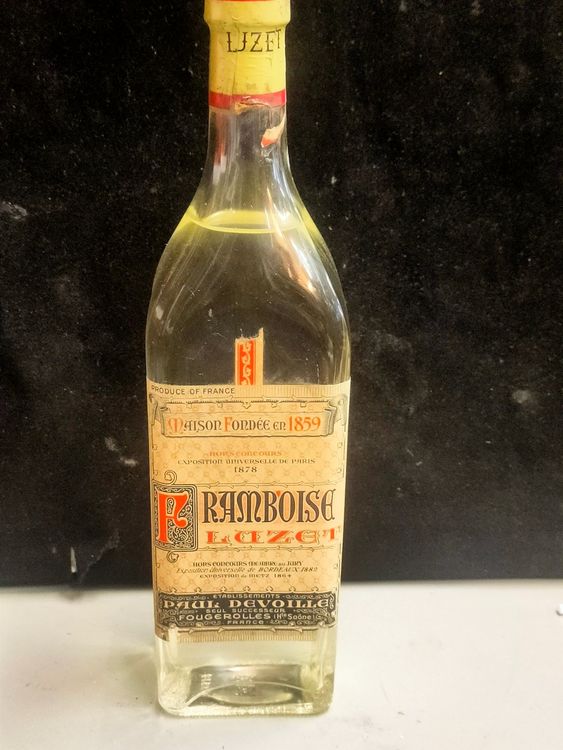 LIZET
PRODUCE OF FRANCE
MAISON FONDÉE EN 1859
HORS CONCOURS
EXPOSITION UNIVERSELLE DE PARIS
1878
FRAMBOISE
LIZET
HORS CONCOURS MEMBRE DU JURY
Exposition Universelle de BORDEAUX 1882
EXPOSITION de METZ 1864
ETABLISSEMENTS
PAUL DEVOILLE
SEUL SUCCESSEUR
FOUGEROLLES (Hte Saône)
FRANCE